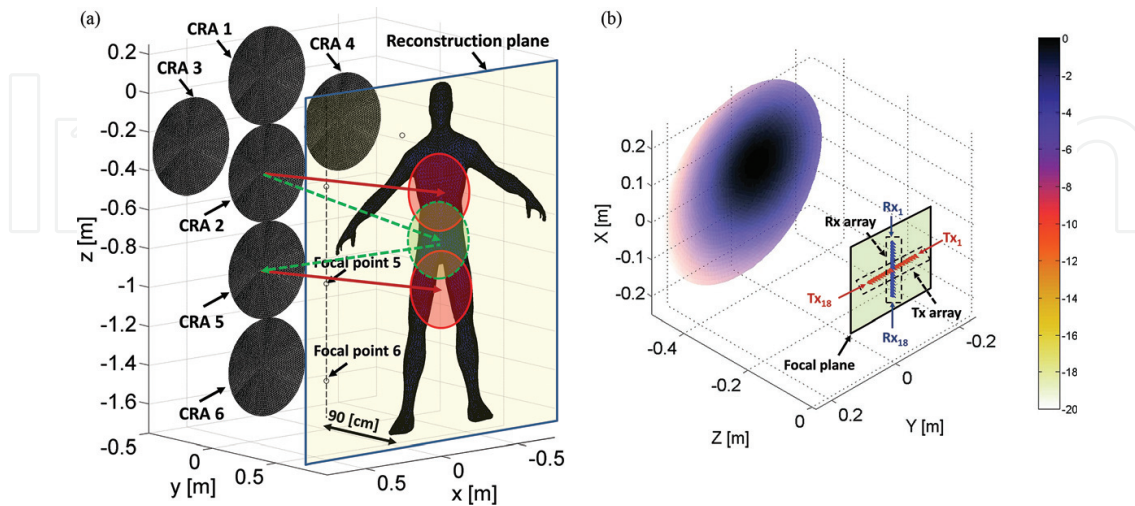 (a)
CRA 1
CRA 4
Reconstruction plane
CRA 3
0.2
0
-0.2
-0.4
-0.6
-0.8
-1
-1.2
-1.4
-1.6
z [m]
CRA 2
CRA 5
CRA 6
Focal point 5
Focal point 6
90 [cm]
-0.5
0
0.5
y [m]
0.5
0
-0.5
x [m]
(b)
0.2
0.1
0
-0.1
-0.2
X [m]
Rx1
Rx array
Tx1
Tx18
Tx array
Rx18
Focal plane
-0.4
-0.2
0
Z [m]
0.2
0
-0.2
Y [m]
0
-2
-4
-6
-8
-10
-12
-14
-16
-18
-20